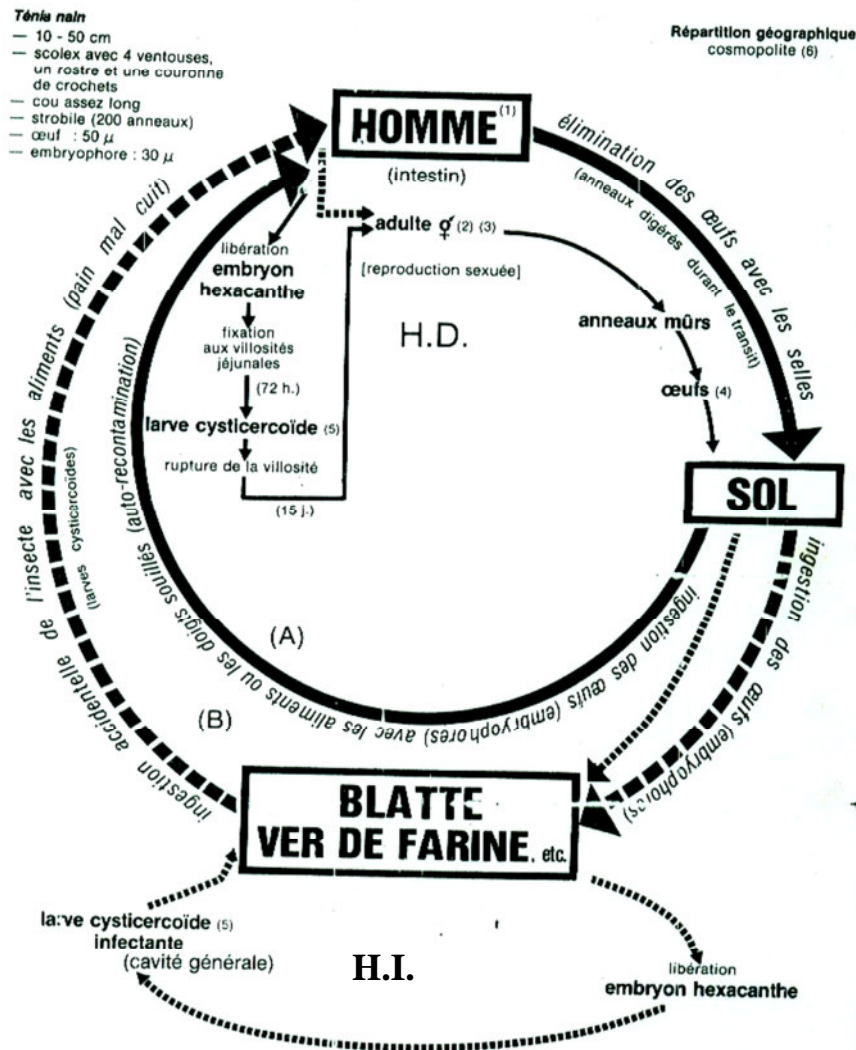 Ténia nain
— 10 - 50 cm
— scolex avec 4 ventouses,
un rostre et une couronne
de crochets
— cou assez long
— strobile (200 anneaux)
— œuf : 50 µ
— embryophore : 30 µ
Répartition géographique
cosmopolite (6)
HOMME (1)
(intestin)
élimination des œufs avec les selles
(anneaux digérés durant le transit)
adulte ⚥ (2) (3)
[reproduction sexuée]
H.D.
anneaux mûrs
œufs (4)
libération
embryon
hexacanthe
fixation
aux villosités
jéjunales
(72 h.)
larve cysticercoïde (5)
rupture de la villosité
(15 j.)
SOL
ingestion des œufs (embryophores)
ingestion des œufs (embryophores) avec les aliments ou les doigts souillés (auto-recontamination)
(A)
(B)
ingestion accidentelle de l'insecte avec les aliments (pain mal cuit)
(larves cysticercoïdes)
BLATTE
VER DE FARINE, etc.
larve cysticercoïde (5)
infectante
(cavité générale)
H.I.
libération
embryon hexacanthe